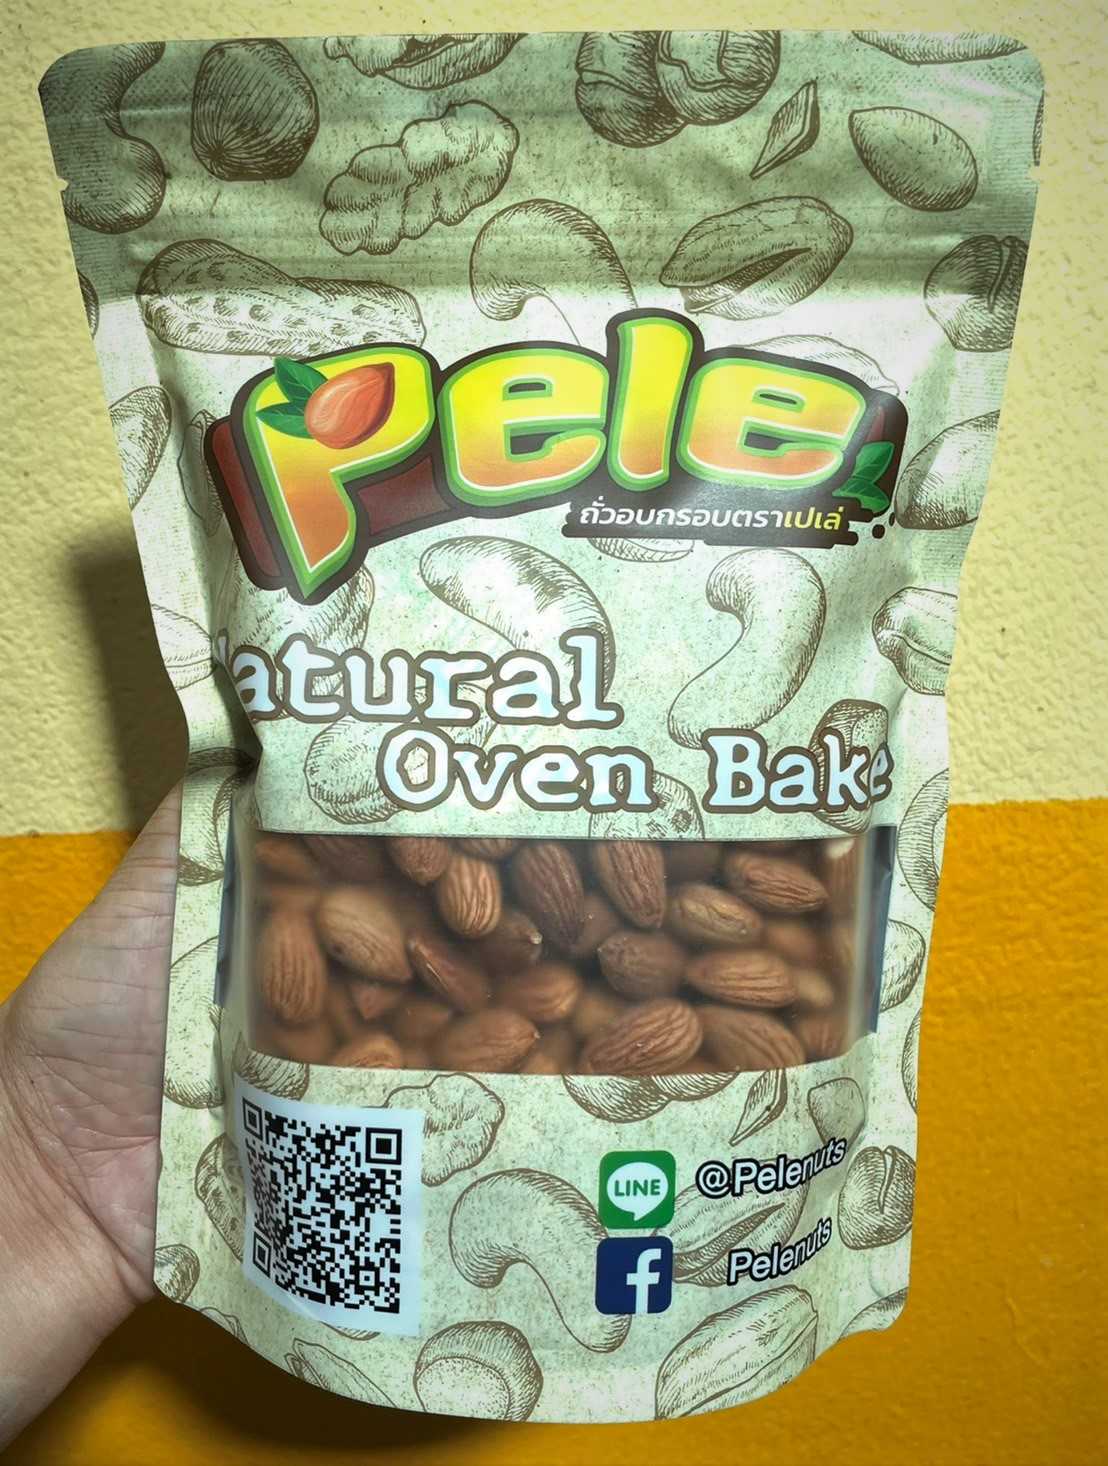 Pele
ถั่วอบกรอบตราเปเล่
Natural
Oven Bake
LINE
@Pelenuts
f
Pelenuts